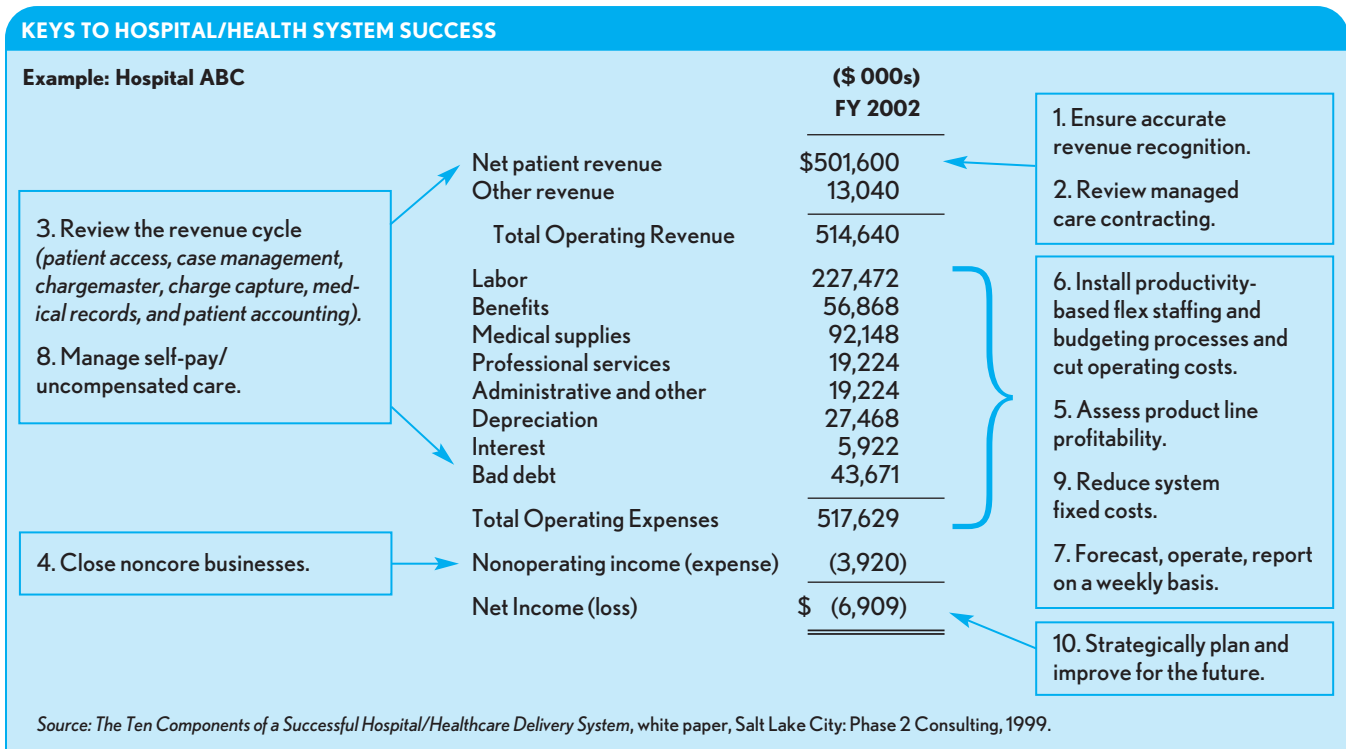 KEYS TO HOSPITAL/HEALTH SYSTEM SUCCESS
Example: Hospital ABC
($ 000s)
FY 2002
Net patient revenue $501,600
Other revenue 13,040
Total Operating Revenue 514,640
Labor 227,472
Benefits 56,868
Medical supplies 92,148
Professional services 19,224
Administrative and other 19,224
Depreciation 27,468
Interest 5,922
Bad debt 43,671
Total Operating Expenses 517,629
Nonoperating income (expense) (3,920)
Net Income (loss) $ (6,909)
3. Review the revenue cycle
(patient access, case management,
chargemaster, charge capture, med-
ical records, and patient accounting).
8. Manage self-pay/
uncompensated care.
4. Close noncore businesses.
1. Ensure accurate
revenue recognition.
2. Review managed
care contracting.
6. Install productivity-
based flex staffing and
budgeting processes and
cut operating costs.
5. Assess product line
profitability.
9. Reduce system
fixed costs.
7. Forecast, operate, report
on a weekly basis.
10. Strategically plan and
improve for the future.
Source: The Ten Components of a Successful Hospital/Healthcare Delivery System, white paper, Salt Lake City: Phase 2 Consulting, 1999.